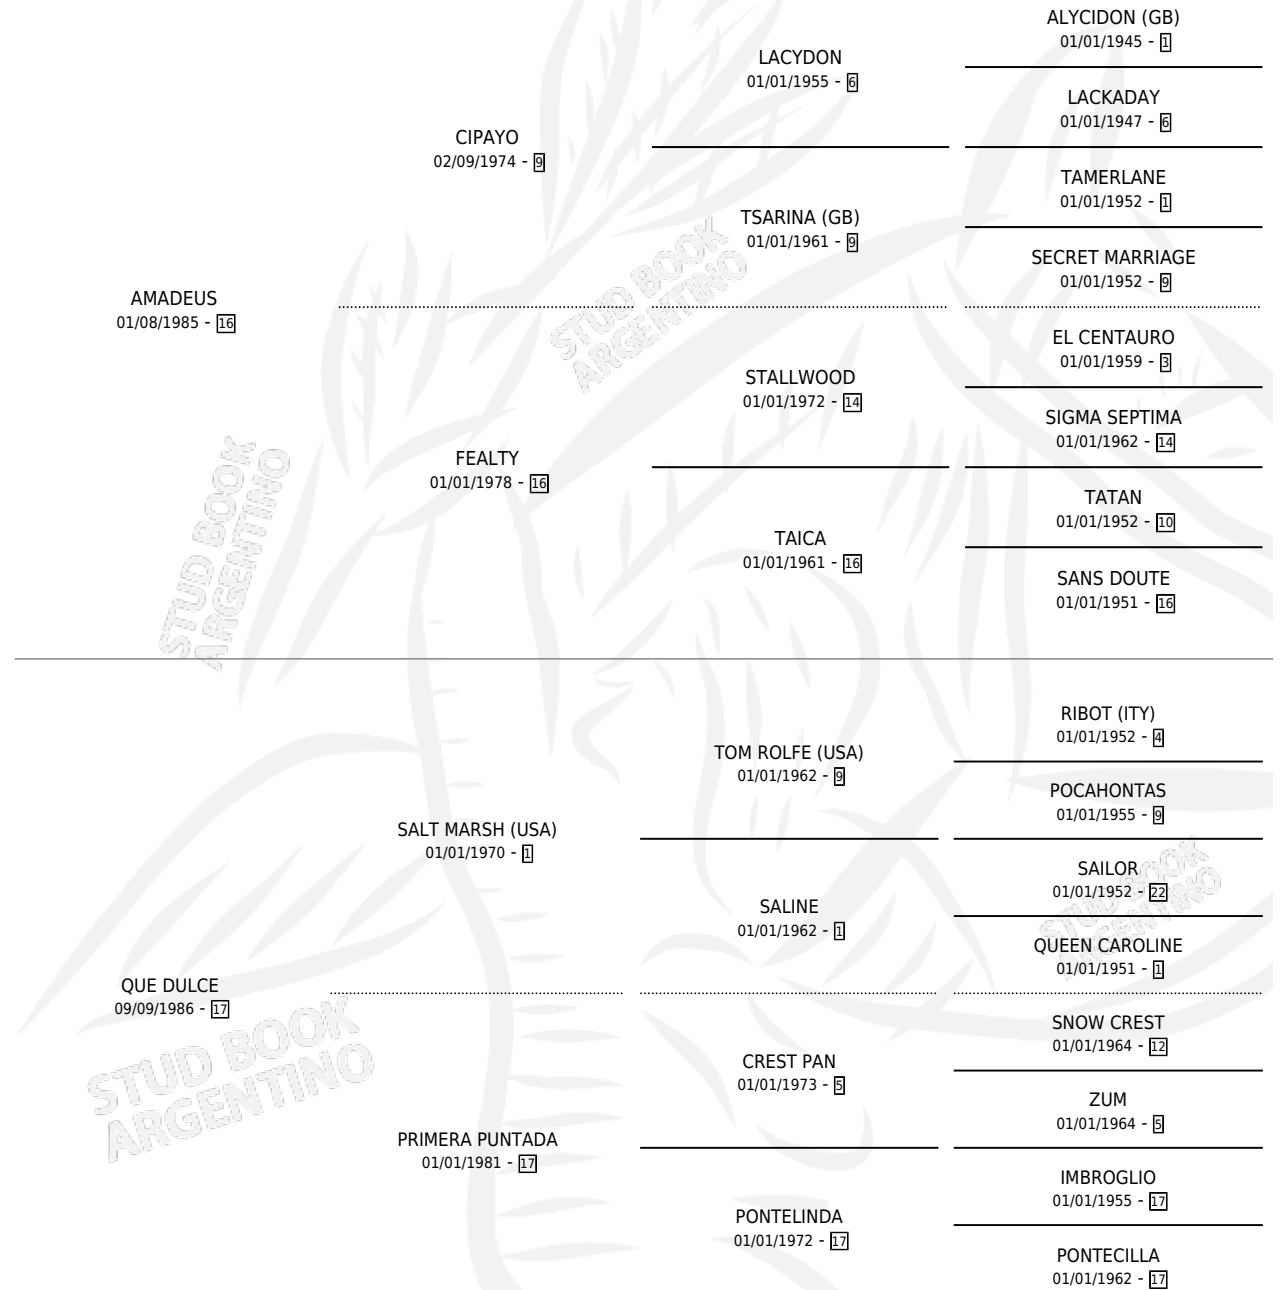 ALYCIDON (GB)
01/01/1945 - 1
LACYDON
01/01/1955 - 6
LACKADAY
01/01/1947 - 6
CIPAYO
02/09/1974 - 9
TAMERLANE
01/01/1952 - 1
TSARINA (GB)
01/01/1961 - 9
SECRET MARRIAGE
01/01/1952 - 9
AMADEUS
01/08/1985 - 16
EL CENTAURO
01/01/1959 - 3
STALLWOOD
01/01/1972 - 14
SIGMA SEPTIMA
01/01/1962 - 14
FEALTY
01/01/1978 - 16
TATAN
01/01/1952 - 10
TAICA
01/01/1961 - 16
SANS DOUTE
01/01/1951 - 16
STUD BOOK
ARGENTINO
STUD BOOK
ARGENTINO
RIBOT (ITY)
01/01/1952 - 4
TOM ROLFE (USA)
01/01/1962 - 9
POCAHONTAS
01/01/1955 - 9
SALT MARSH (USA)
01/01/1970 - 1
SAILOR
01/01/1952 - 22
SALINE
01/01/1962 - 1
QUEEN CAROLINE
01/01/1951 - 1
QUE DULCE
09/09/1986 - 17
SNOW CREST
01/01/1964 - 12
CREST PAN
01/01/1973 - 5
ZUM
01/01/1964 - 5
PRIMERA PUNTADA
01/01/1981 - 17
IMBROGLIO
01/01/1955 - 17
PONTELINDA
01/01/1972 - 17
PONTECILLA
01/01/1962 - 17
STUD BOOK
ARGENTINO
STUD BOOK
ARGENTINO